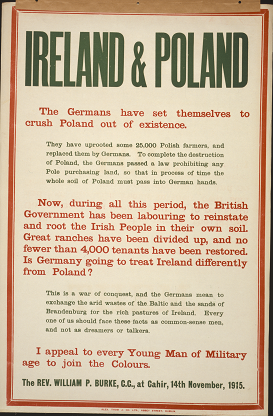 IRELAND & POLAND
The Germans have set themselves to
crush Poland out of existence.
They have uprooted some 25,000 Polish farmers, and
replaced them by Germans. To complete the destruction
of Poland, the Germans passed a law prohibiting any
Pole purchasing land, so that in process of time the
whole soil of Poland must pass into German hands.
Now, during all this period, the British
Government has been labouring to reinstate
and root the Irish People in their own soil.
Great ranches have been divided up, and no
fewer than 4,000 tenants have been restored.
Is Germany going to treat Ireland differently
from Poland?
This is a war of conquest, and the Germans mean to
exchange the arid wastes of the Baltic and the sands of
Brandenburg for the rich pastures of Ireland. Every
one of us should face these facts as common-sense men,
and not as dreamers or talkers.
I appeal to every Young Man of Military
age to join the Colours.
The REV. WILLIAM P. BURKE, C.C., at Cahir, 14th November, 1915.